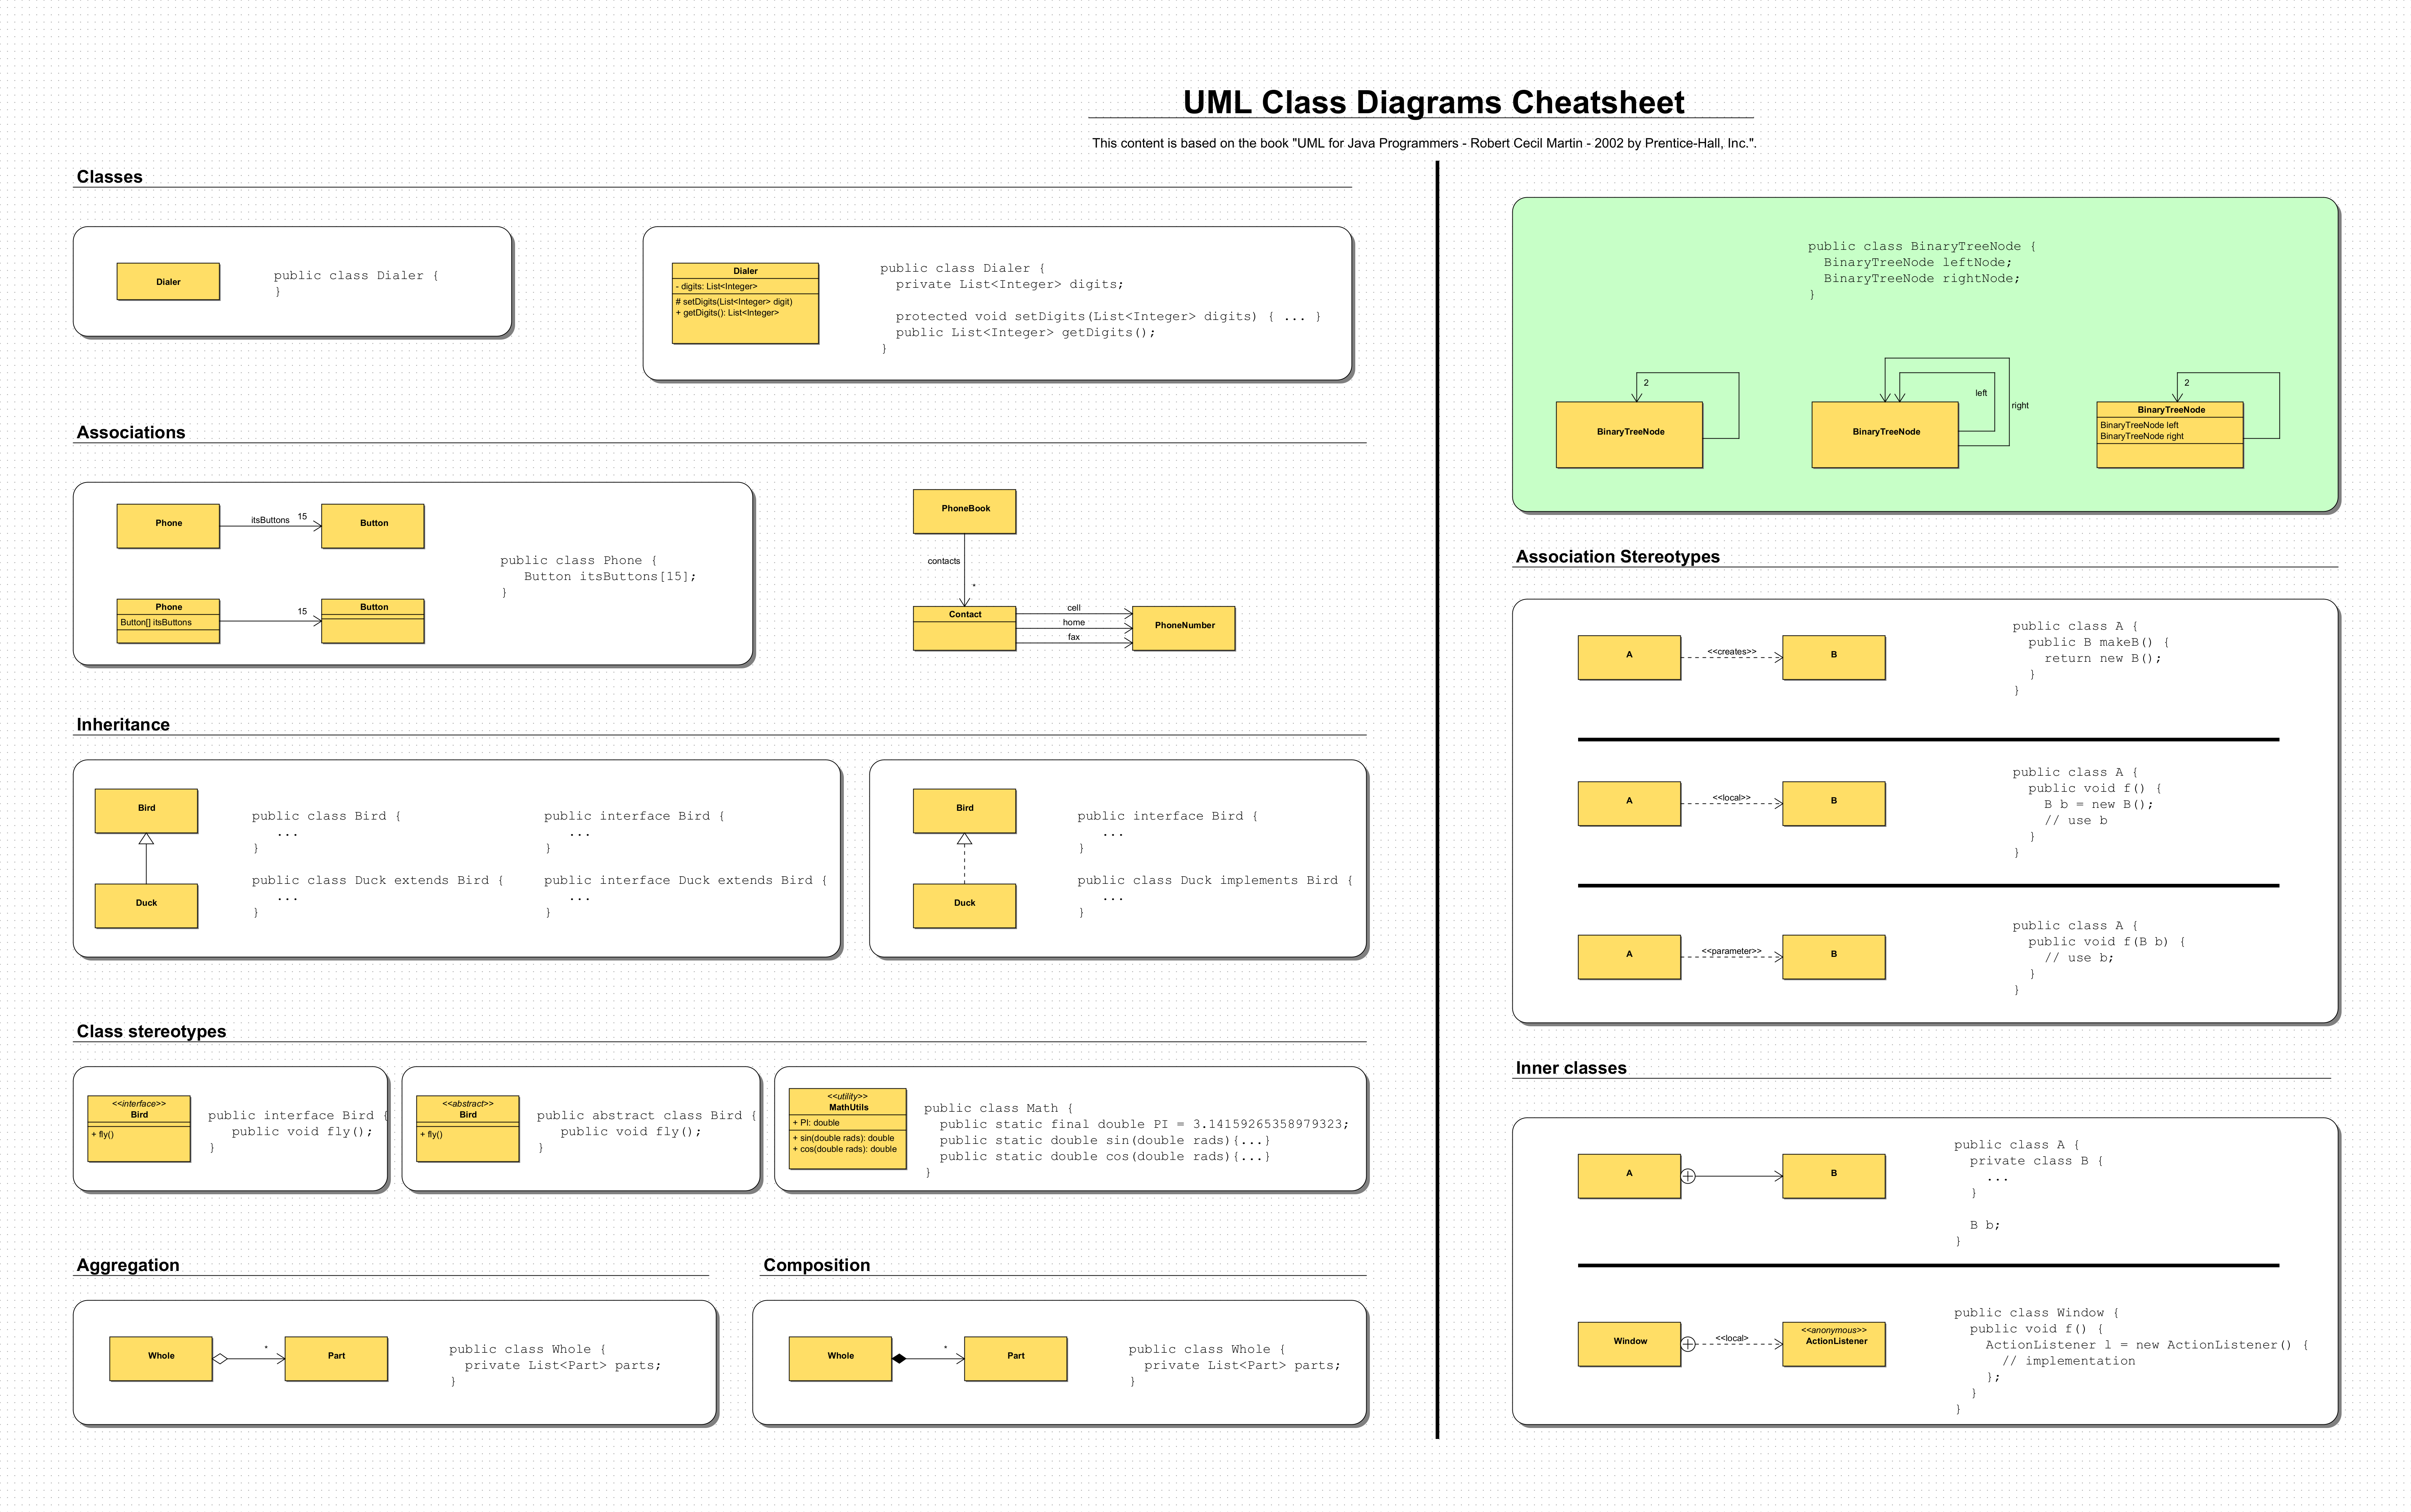 UML Class Diagrams Cheatsheet
This content is based on the book "UML for Java Programmers - Robert Cecil Martin - 2002 by Prentice-Hall, Inc.".
Classes
Dialer
public class Dialer {
}
Dialer
- digits: List<Integer>
# setDigits(List<Integer> digit)
+ getDigits(): List<Integer>
public class Dialer {
private List<Integer> digits;
protected void setDigits(List<Integer> digits) { ... }
public List<Integer> getDigits();
}
Associations
Phone
itsButtons
15
Button
Phone
Button[] itsButtons
15
Button
public class Phone {
Button itsButtons[15];
}
PhoneBook
contacts
*
Contact
cell
home
fax
PhoneNumber
Inheritance
Bird
Duck
public class Bird {
...
}
public class Duck extends Bird {
...
}
public interface Bird {
...
}
public interface Duck extends Bird {
...
}
Bird
Duck
public interface Bird {
...
}
public class Duck implements Bird {
...
}
Class stereotypes
<<interface>>
Bird
+ fly()
public interface Bird {
public void fly();
}
<<abstract>>
Bird
+ fly()
public abstract class Bird {
public void fly();
}
<<utility>>
MathUtils
+ PI: double
+ sin(double rads): double
+ cos(double rads): double
public class Math {
public static final double PI = 3.14159265358979323;
public static double sin(double rads){...}
public static double cos(double rads){...}
}
Aggregation
Whole
*
Part
public class Whole {
private List<Part> parts;
}
Composition
Whole
*
Part
public class Whole {
private List<Part> parts;
}
public class BinaryTreeNode {
BinaryTreeNode leftNode;
BinaryTreeNode rightNode;
}
2
BinaryTreeNode
left
right
BinaryTreeNode
2
BinaryTreeNode
BinaryTreeNode left
BinaryTreeNode right
Association Stereotypes
A
<<creates>>
B
public class A {
public B makeB() {
return new B();
}
}
A
<<local>>
B
public class A {
public void f() {
B b = new B();
// use b
}
}
A
<<parameter>>
B
public class A {
public void f(B b) {
// use b;
}
}
Inner classes
A
B
public class A {
private class B {
...
}
B b;
}
Window
<<local>
<<anonymous>>
ActionListener
public class Window {
public void f() {
ActionListener l = new ActionListener() {
// implementation
};
}
}